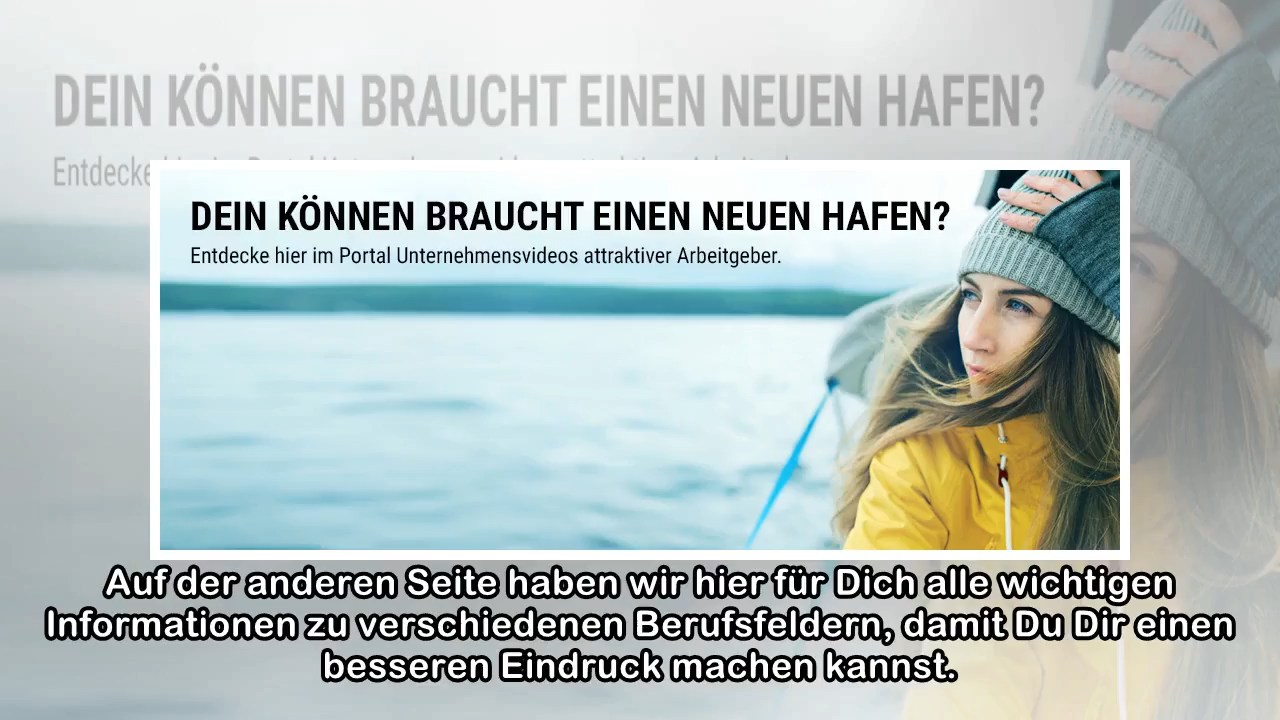 DEIN KÖNNEN BRAUCHT EINEN NEUEN HAFEN?
Entdecke
DEIN KÖNNEN BRAUCHT EINEN NEUEN HAFEN?
Entdecke hier im Portal Unternehmensvideos attraktiver Arbeitgeber.
Auf der anderen Seite haben wir hier für Dich alle wichtigen
Informationen zu verschiedenen Berufsfeldern, damit Du Dir einen
besseren Eindruck machen kannst.